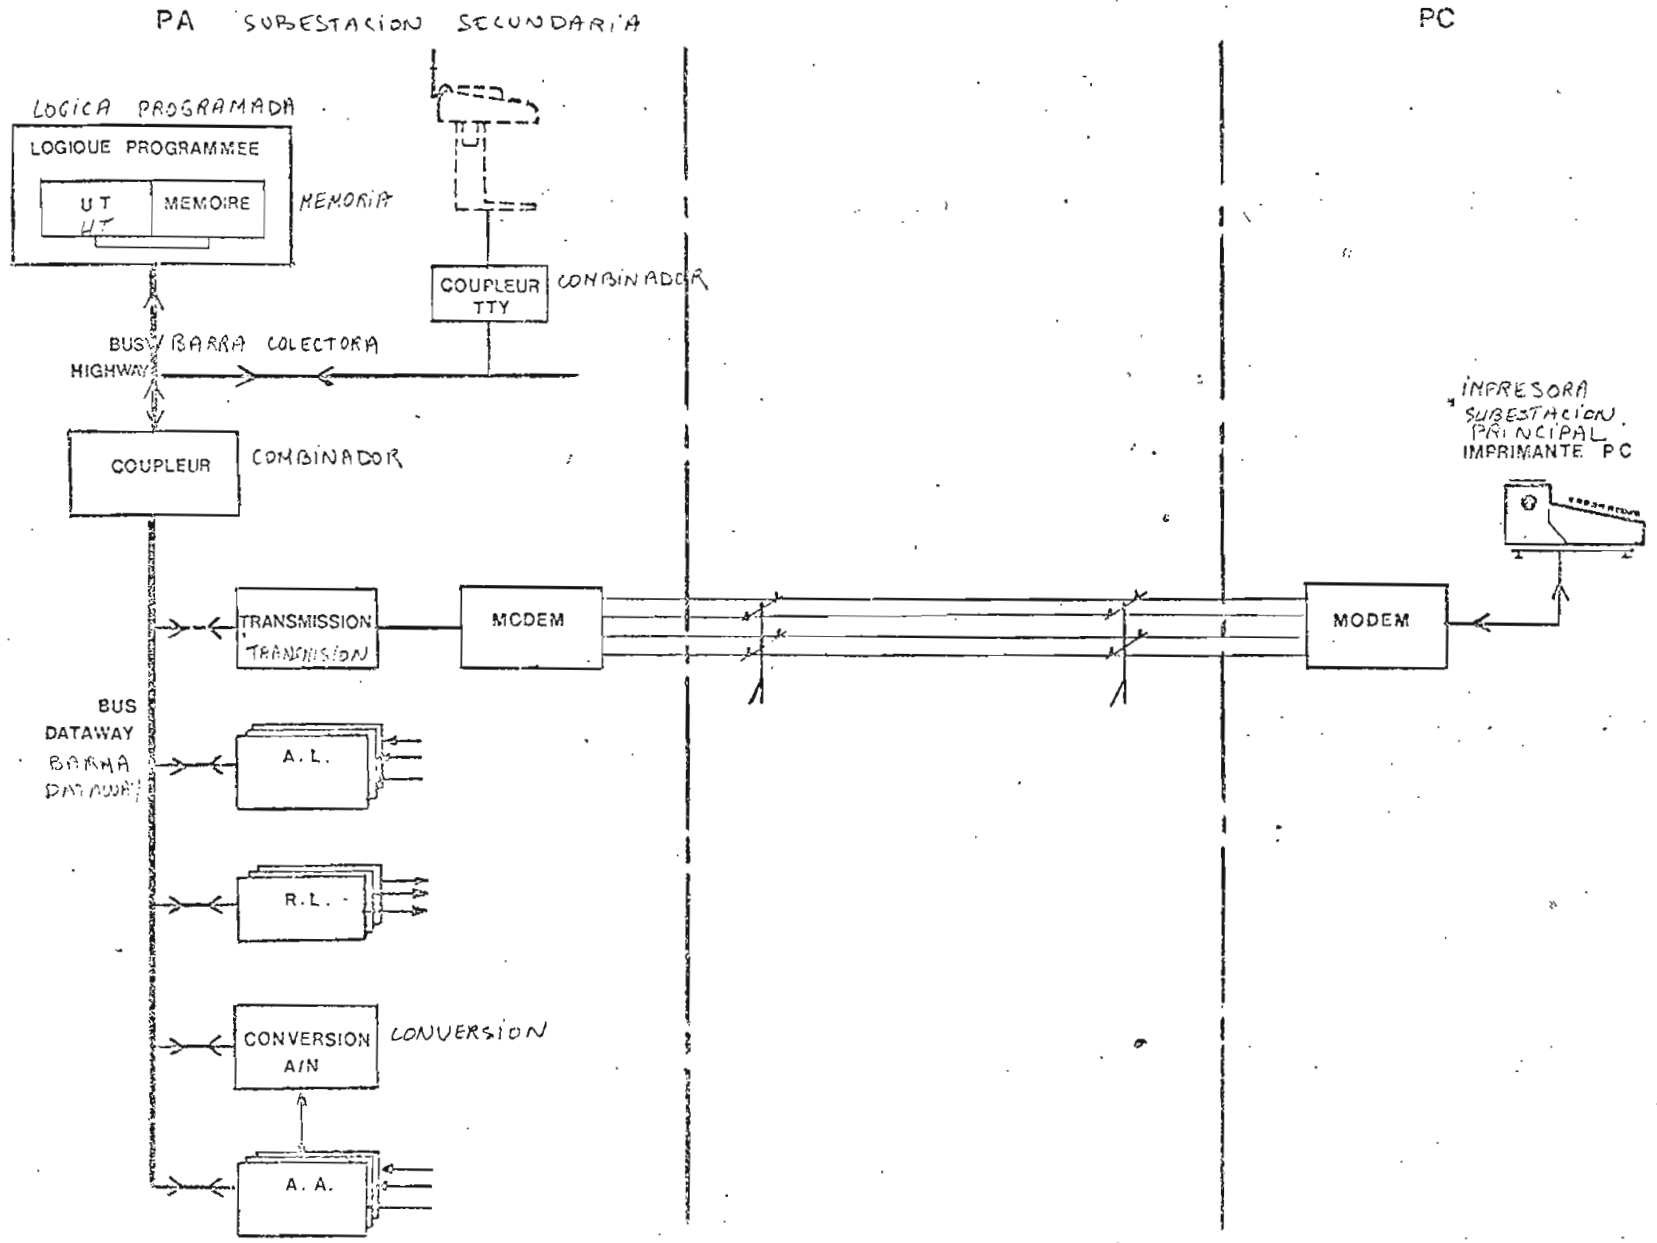 PA SUBESTACION SECUNDARIA
PC
LOGICA PROGRAMADA
LOGIQUE PROGRAMMEE
UT
MEMOIRE
MEMORIA
UT
COUPLEUR
TTY
COMBINADOR
BUS
BARRA COLECTORA
HIGHWAY
COUPLEUR
COMBINADOR
IMPRESORA
SUBESTACION
PRINCIPAL
IMPRIMANTE PC
TRANSMISSION
TRANSMISION
MODEM
MODEM
BUS
DATAWAY
BARRA
DATAWAY
A.L.
R.L.
CONVERSION
A/N
CONVERSION
A.A.